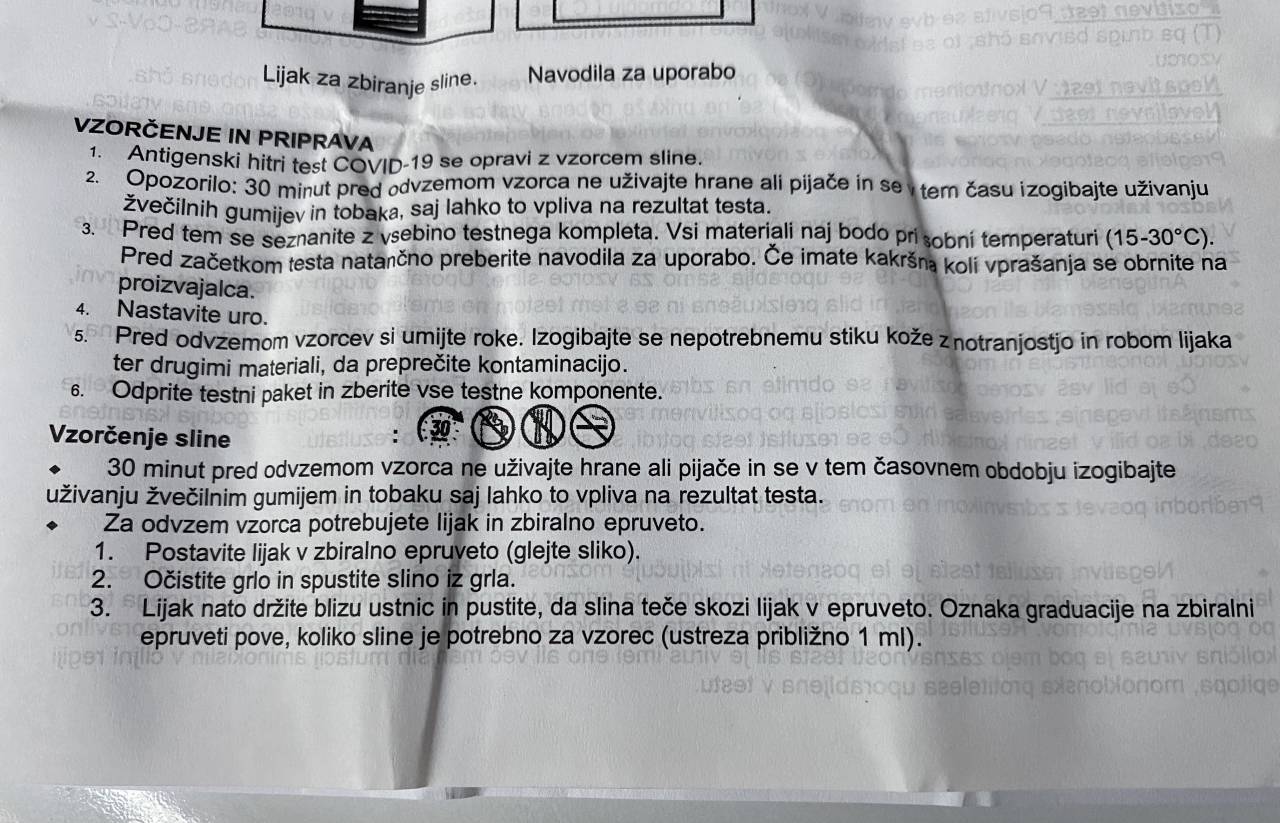 Lijak za zbiranje sline.
Navodila za uporabo
VZORČENJE IN PRIPRAVA
1. Antigenski hitri test COVID-19 se opravi z vzorcem sline.
2. Opozorilo: 30 minut pred odvzemom vzorca ne uživajte hrane ali pijače in se v tem času izogibajte uživanju
žvečilnih gumijev in tobaka, saj lahko to vpliva na rezultat testa.
3. Pred tem se seznanite z vsebino testnega kompleta. Vsi materiali naj bodo pri sobni temperaturi (15-30°C).
Pred začetkom testa natančno preberite navodila za uporabo. Če imate kakršna koli vprašanja se obrnite na
proizvajalca.
4. Nastavite uro.
5. Pred odvzemom vzorcev si umijte roke. Izogibajte se nepotrebnemu stiku kože z notranjostjo in robom lijaka
ter drugimi materiali, da preprečite kontaminacijo.
6. Odprite testni paket in zberite vse testne komponente.
Vzorčenje sline : 30
◆ 30 minut pred odvzemom vzorca ne uživajte hrane ali pijače in se v tem časovnem obdobju izogibajte
uživanju žvečilnim gumijem in tobaku saj lahko to vpliva na rezultat testa.
◆ Za odvzem vzorca potrebujete lijak in zbiralno epruveto.
1. Postavite lijak v zbiralno epruveto (glejte sliko).
2. Očistite grlo in spustite slino iz grla.
3. Lijak nato držite blizu ustnic in pustite, da slina teče skozi lijak v epruveto. Oznaka graduacije na zbiralni
epruveti pove, koliko sline je potrebno za vzorec (ustreza približno 1 ml).